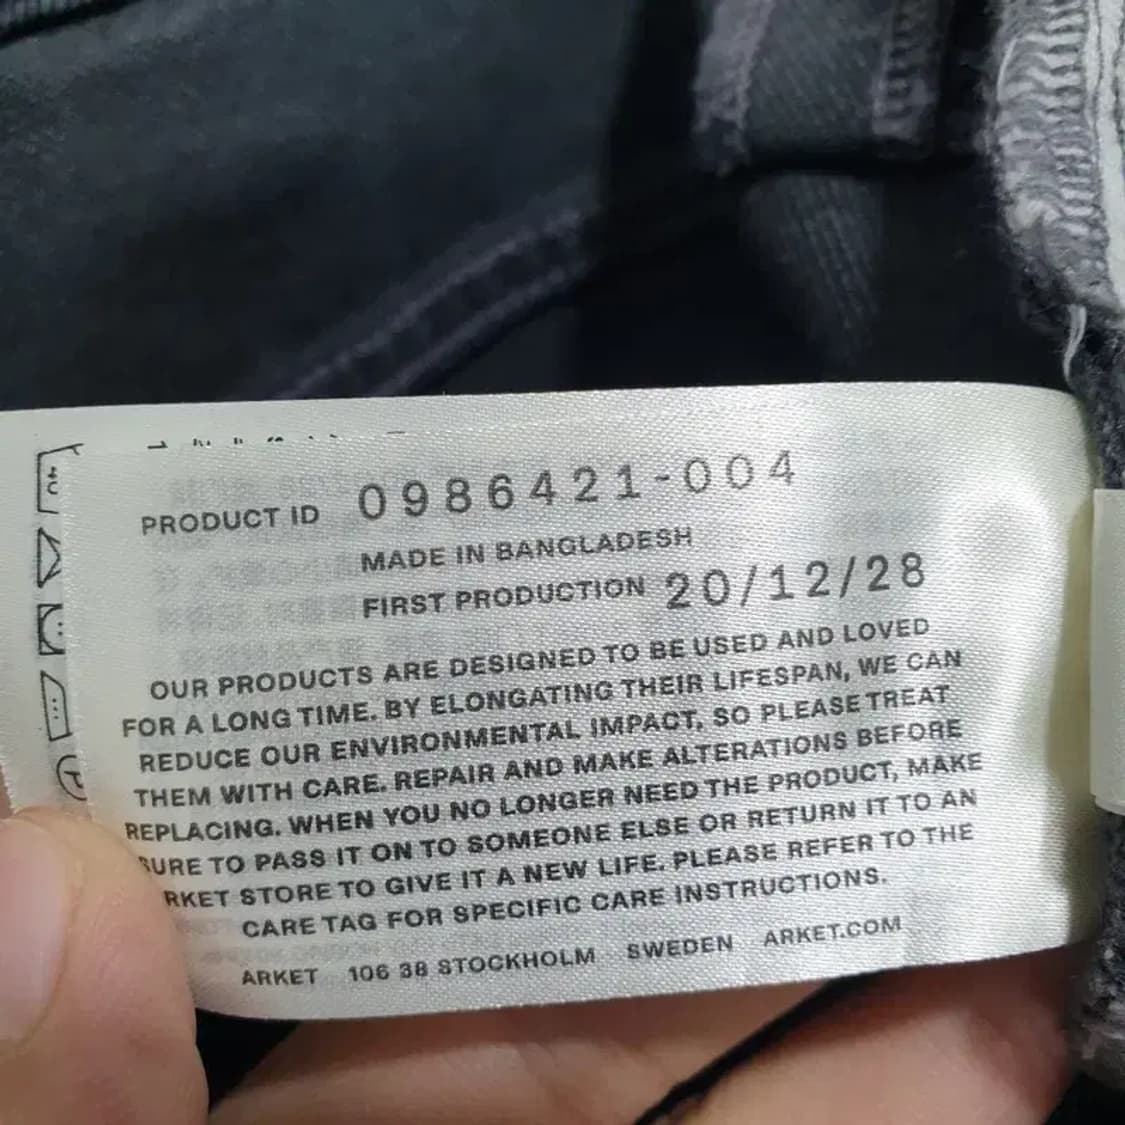 PRODUCT ID 0986421-004
MADE IN BANGLADESH
FIRST PRODUCTION 20/12/28
OUR PRODUCTS ARE DESIGNED TO BE USED AND LOVED
FOR A LONG TIME. BY ELONGATING THEIR LIFESPAN, WE CAN
REDUCE OUR ENVIRONMENTAL IMPACT, SO PLEASE TREAT
THEM WITH CARE. REPAIR AND MAKE ALTERATIONS BEFORE
REPLACING. WHEN YOU NO LONGER NEED THE PRODUCT, MAKE
SURE TO PASS IT ON TO SOMEONE ELSE OR RETURN IT TO AN
RKET STORE TO GIVE IT A NEW LIFE. PLEASE REFER TO THE
CARE TAG FOR SPECIFIC CARE INSTRUCTIONS.
ARKET 106 38 STOCKHOLM SWEDEN ARKET.COM